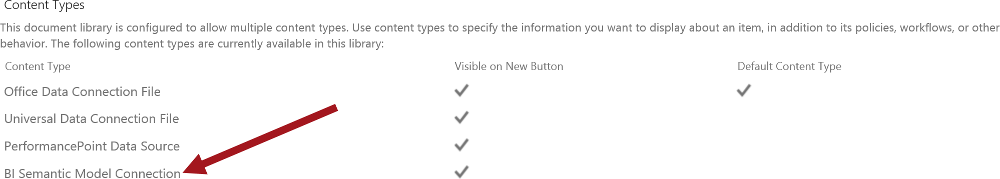 Content Types
This document library is configured to allow multiple content types. Use content types to specify the information you want to display about an item, in addition to its policies, workflows, or other
behavior. The following content types are currently available in this library:
Content Type Visible on New Button Default Content Type
Office Data Connection File
Universal Data Connection File
PerformancePoint Data Source
BI Semantic Model Connection